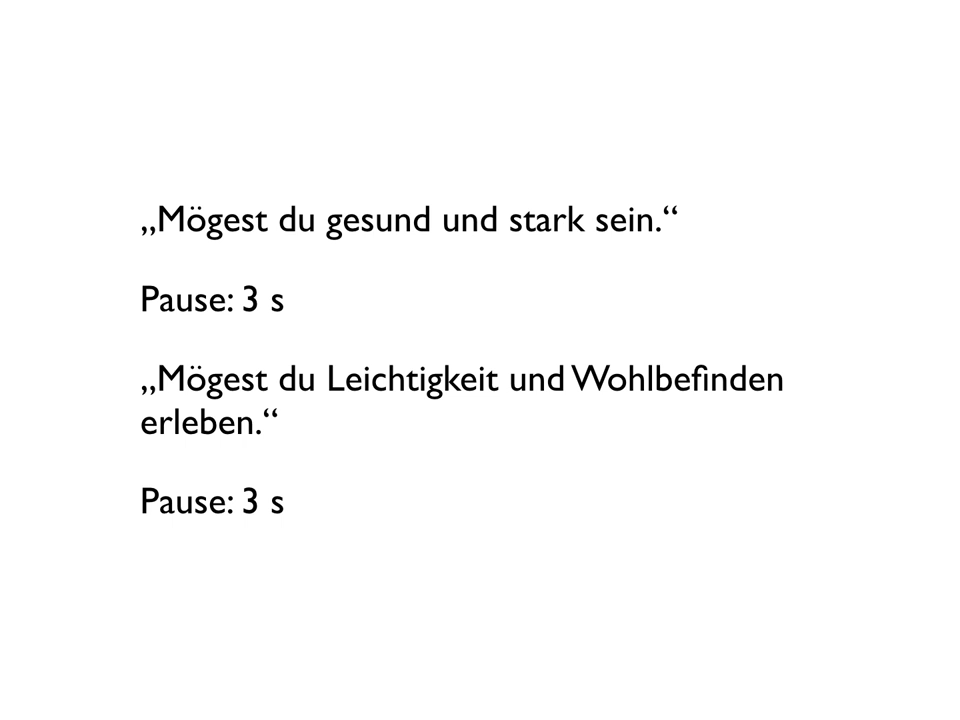 „Mögest du gesund und stark sein.“
Pause: 3 s
„Mögest du Leichtigkeit und Wohlbefinden
erleben.“
Pause: 3 s